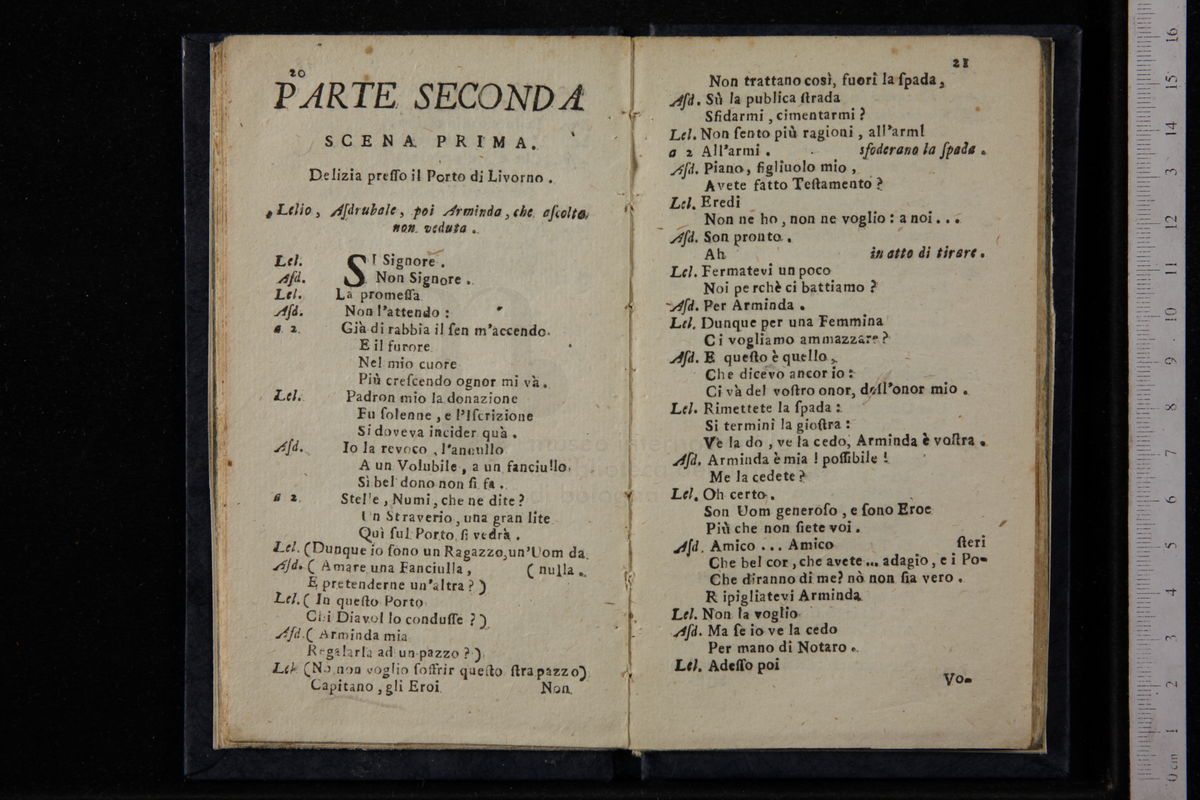 20
PARTE SECONDA
SCENA PRIMA.
Delizia preſſo il Porto di Livorno.
Lelio, Aſdrubale, poi Arminda, che aſcolta,
non veduta.
Lel. SI Signore.
Aſd. Non Signore.
Lel. La promeſſa
Aſd. Non l'attendo:
a 2. Già di rabbia il ſen m'accendo.
E il furore
Nel mio cuore
Più creſcendo ognor mi và.
Lel. Padron mio la donazione
Fu ſolenne, e l'Iſcrizione
Si doveva incider quà.
Aſd. Io la revoco, l'annullo
A un Volubile, a un fanciullo,
Sì bel dono non ſi fa.
a 2. Stelle, Numi, che ne dite?
Un Straverio, una gran lite
Quì ſul Porto ſi vedrà.
Lel. (Dunque io ſono un Ragazzo, un'Uom da
Aſd. (Amare una Fanciulla, (nulla.
E pretenderne un'altra?)
Lel. (In queſto Porto
Chi Diavol lo conduſſe?)
Aſd. (Arminda mia
Regalarla ad un pazzo?)
Lel. (No non voglio ſoffrir queſto ſtrapazzo)
Capitano, gli Eroi Non
21
Non trattano così, fuori la ſpada,
Aſd. Sù la publica ſtrada
Sfidarmi, cimentarmi?
Lel. Non ſento più ragioni, all'armi
a 2 All'armi. sfoderano la ſpada.
Aſd. Piano, figliuolo mio,
Avete fatto Teſtamento?
Lel. Eredi
Non ne ho, non ne voglio: a noi...
Aſd. Son pronto.
Ah in atto di tirare.
Lel. Fermatevi un poco
Noi perchè ci battiamo?
Aſd. Per Arminda.
Lel. Dunque per una Femmina
Ci vogliamo ammazzare?
Aſd. E queſto è quello,
Che dicevo ancor io:
Ci và del voſtro onor, dell'onor mio.
Lel. Rimettete la ſpada:
Si termini la gioſtra:
Ve la do, ve la cedo, Arminda è voſtra.
Aſd. Arminda è mia! poſſibile!
Me la cedete?
Lel. Oh certo.
Son Uom generoſo, e ſono Eroe
Più che non ſiete voi.
Aſd. Amico... Amico ſteri
Che bel cor, che avete... adagio, e i Po-
Che diranno di me? nò non ſia vero.
Ripigliatevi Arminda
Lel. Non la voglio
Aſd. Ma ſe io ve la cedo
Per mano di Notaro.
Lel. Adeſſo poi
Vo-